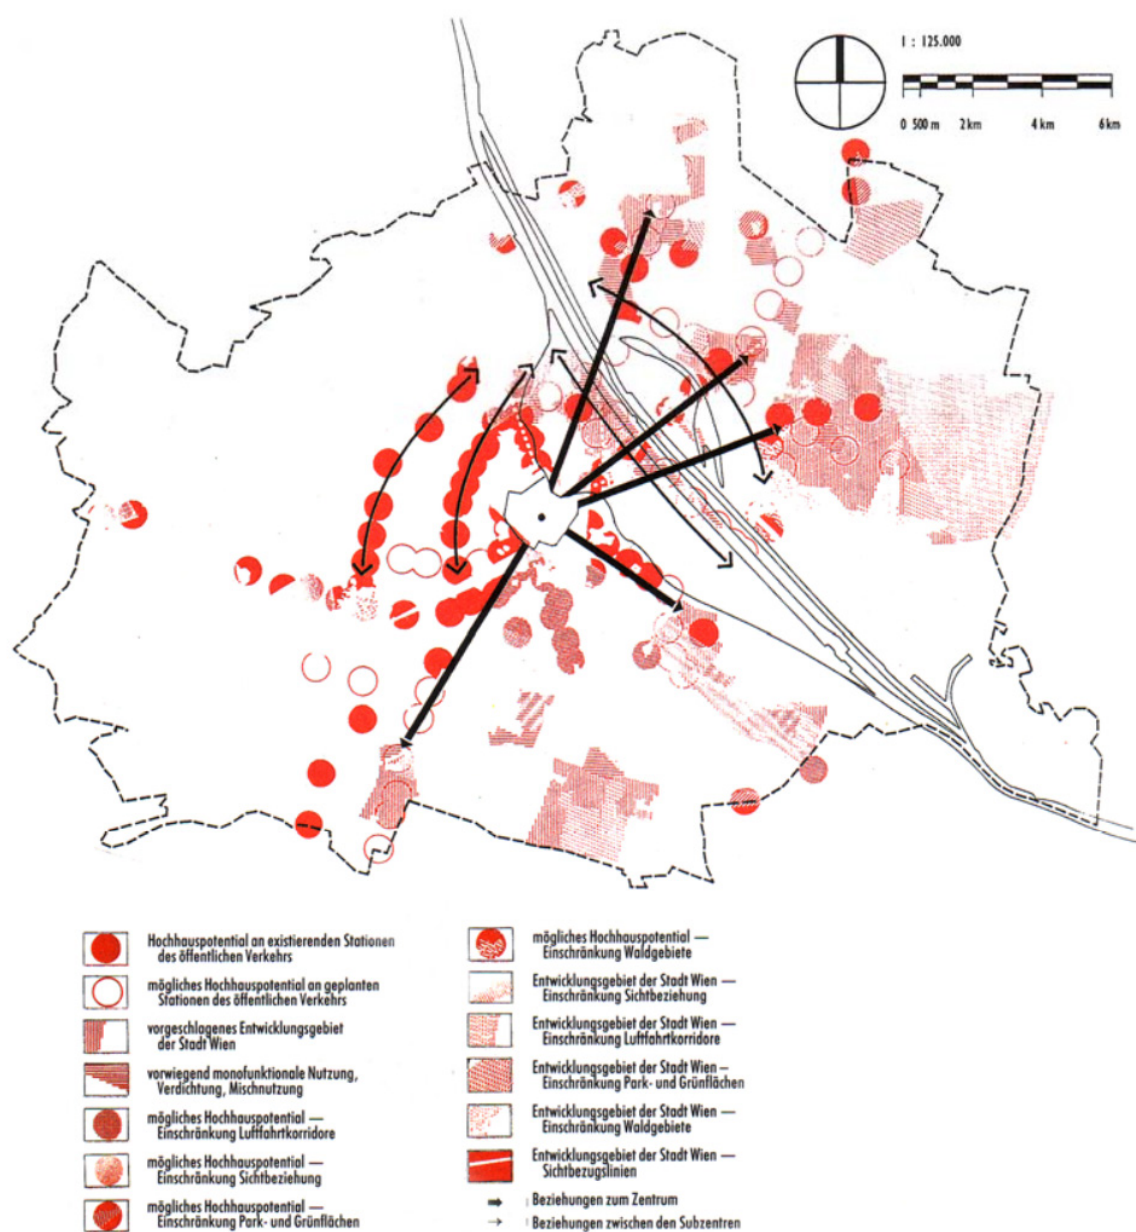 1 : 125.000
0 500 m 2 km 4 km 6 km
Hochhauspotential an existierenden Stationen
des öffentlichen Verkehrs
mögliches Hochhauspotential an geplanten
Stationen des öffentlichen Verkehrs
vorgeschlagenes Entwicklungsgebiet
der Stadt Wien
vorwiegend monofunktionale Nutzung,
Verdichtung, Mischnutzung
mögliches Hochhauspotential —
Einschränkung Luftfahrtkorridore
mögliches Hochhauspotential —
Einschränkung Sichtbeziehung
mögliches Hochhauspotential —
Einschränkung Park- und Grünflächen
mögliches Hochhauspotential —
Einschränkung Waldgebiete
Entwicklungsgebiet der Stadt Wien —
Einschränkung Sichtbeziehung
Entwicklungsgebiet der Stadt Wien —
Einschränkung Luftfahrtkorridore
Entwicklungsgebiet der Stadt Wien —
Einschränkung Park- und Grünflächen
Entwicklungsgebiet der Stadt Wien —
Einschränkung Waldgebiete
Entwicklungsgebiet der Stadt Wien —
Sichtbezugslinien
Beziehungen zum Zentrum
Beziehungen zwischen den Subzentren